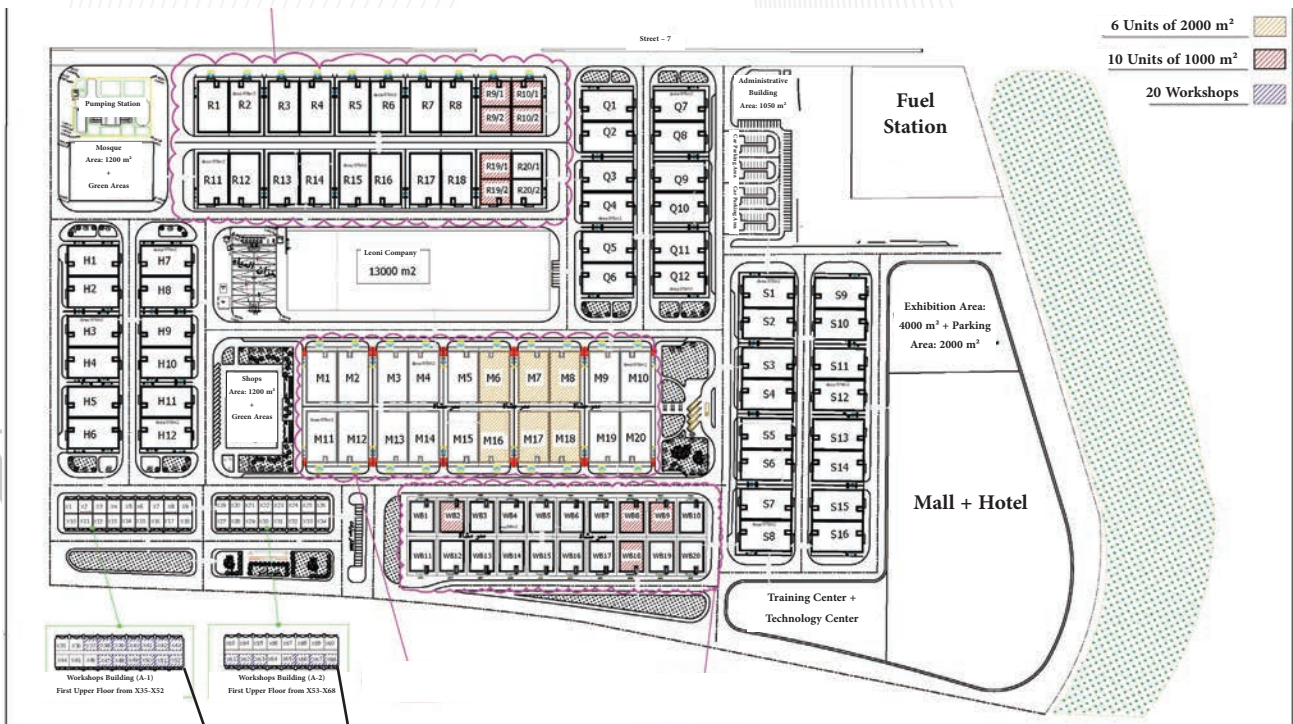 Street - 7
6 Units of 2000 m²
10 Units of 1000 m²
20 Workshops
Pumping Station
Mosque
Area: 1200 m²
+
Green Areas
R1 R2 R3 R4 R5 R6 R7 R8 R9/1 R10/1
R9/2 R10/2
R11 R12 R13 R14 R15 R16 R17 R18 R19/1 R20/1
R19/2 R20/2
Q1 Q7
Q2 Q8
Q3 Q9
Q4 Q10
Q5 Q11
Q6 Q12
Administrative
Building
Area: 1050 m²
Car Parking Area
Car Parking Area
Fuel
Station
H1 H7
H2 H8
H3 H9
H4 H10
H5 H11
H6 H12
Leoni Company
13000 m2
Shops
Area: 1200 m²
+
Green Areas
M1 M2 M3 M4 M5 M6 M7 M8 M9 M10
M11 M12 M13 M14 M15 M16 M17 M18 M19 M20
S1 S9
S2 S10
S3 S11
S4 S12
S5 S13
S6 S14
S7 S15
S8 S16
Exhibition Area:
4000 m² + Parking
Area: 2000 m²
Mall + Hotel
WB1 WB2 WB3 WB4 WB5 WB6 WB7 WB8 WB9 WB10
WB11 WB12 WB13 WB14 WB15 WB16 WB17 WB18 WB19 WB20
Training Center +
Technology Center
Workshops Building (A-1)
First Upper Floor from X35-X52
Workshops Building (A-2)
First Upper Floor from X53-X68